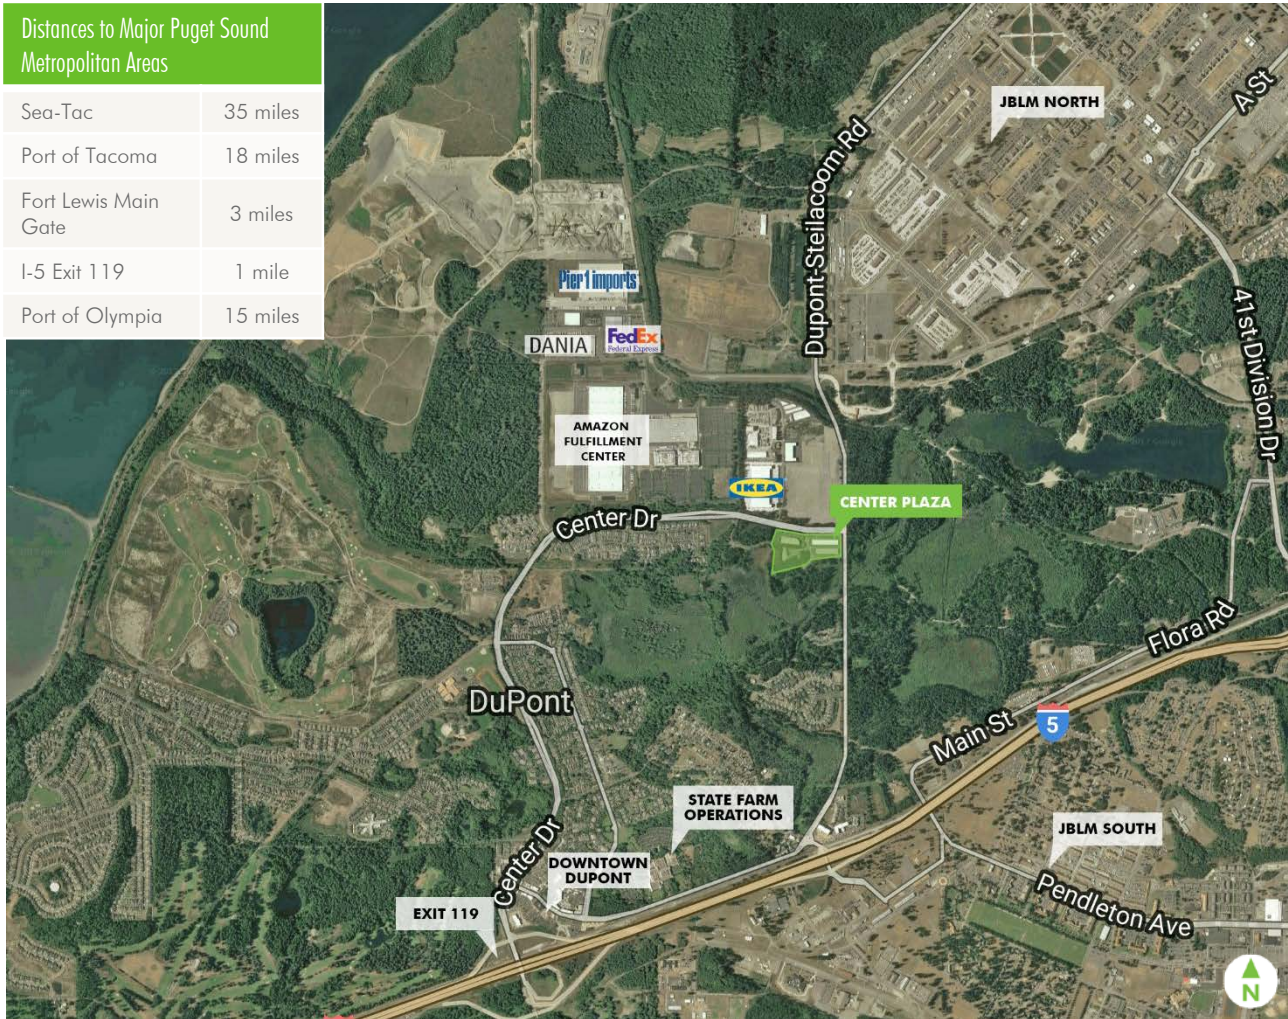 Distances to Major Puget Sound
Metropolitan Areas
Sea-Tac 35 miles
Port of Tacoma 18 miles
Fort Lewis Main
Gate 3 miles
I-5 Exit 119 1 mile
Port of Olympia 15 miles
JBLM NORTH
A St
Dupont-Steilacoom Rd
41st Division Dr
Pier 1 imports
DANIA
FedEx
Federal Express
AMAZON
FULFILLMENT
CENTER
IKEA
CENTER PLAZA
Center Dr
Flora Rd
DuPont
Main St
5
STATE FARM
OPERATIONS
JBLM SOUTH
Center Dr
DOWNTOWN
DUPONT
Pendleton Ave
EXIT 119
N